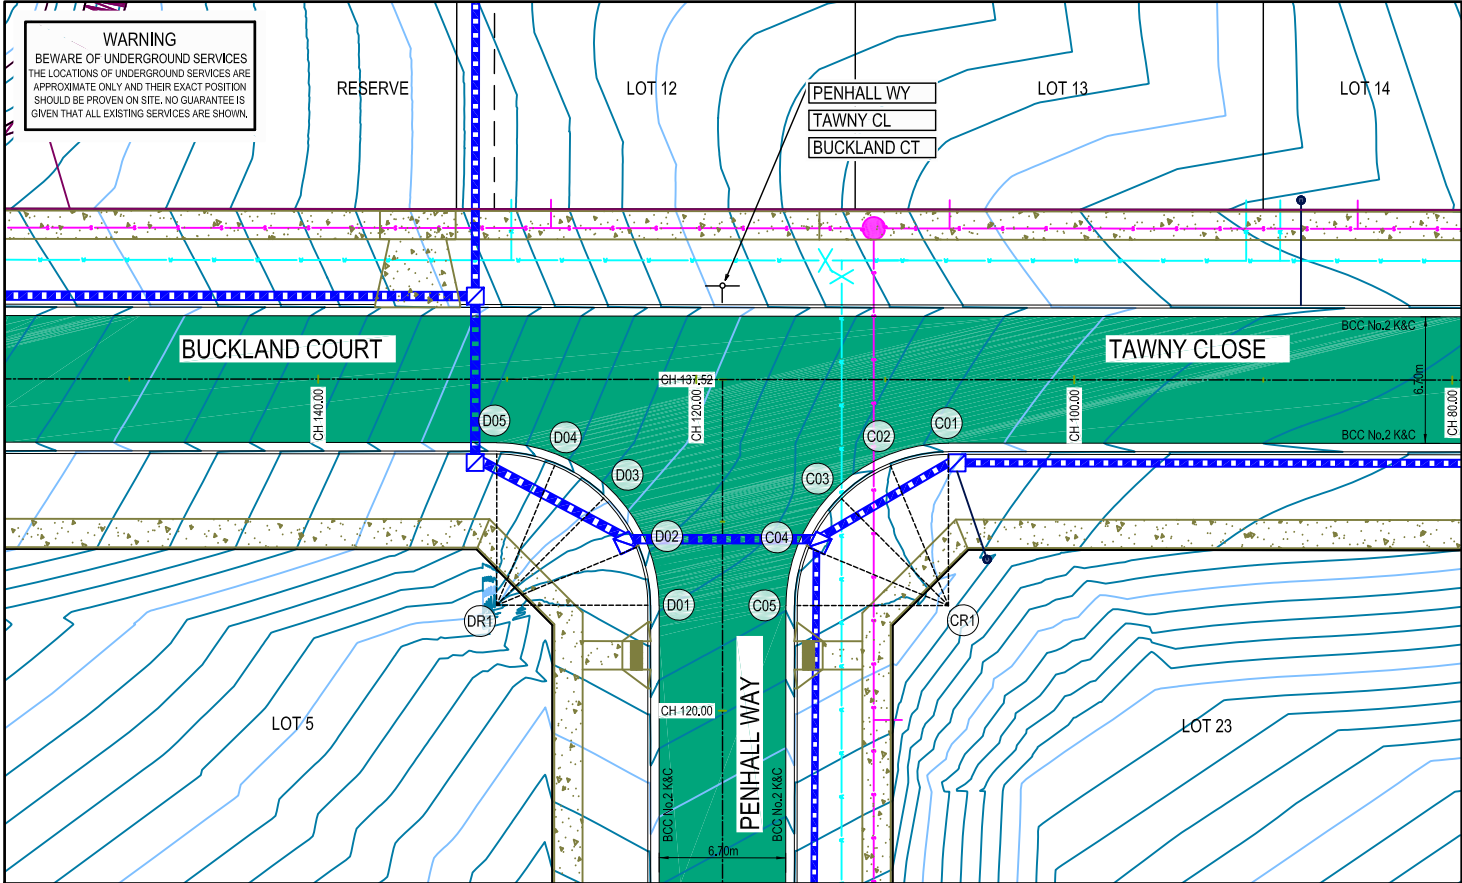 WARNING
BEWARE OF UNDERGROUND SERVICES
THE LOCATIONS OF UNDERGROUND SERVICES ARE
APPROXIMATE ONLY AND THEIR EXACT POSITION
SHOULD BE PROVEN ON SITE. NO GUARANTEE IS
GIVEN THAT ALL EXISTING SERVICES ARE SHOWN.
RESERVE
LOT 12
LOT 13
LOT 14
PENHALL WY
TAWNY CL
BUCKLAND CT
BUCKLAND COURT
TAWNY CLOSE
BCC No.2 K&C
6.70m
BCC No.2 K&C
CH 137.52
CH 140.00
CH 120.00
CH 100.00
CH 80.00
D05
D04
D03
D02
D01
DR1
C01
C02
C03
C04
C05
CR1
CH 120.00
PENHALL WAY
BCC No.2 K&C
BCC No.2 K&C
6.70m
LOT 5
LOT 23